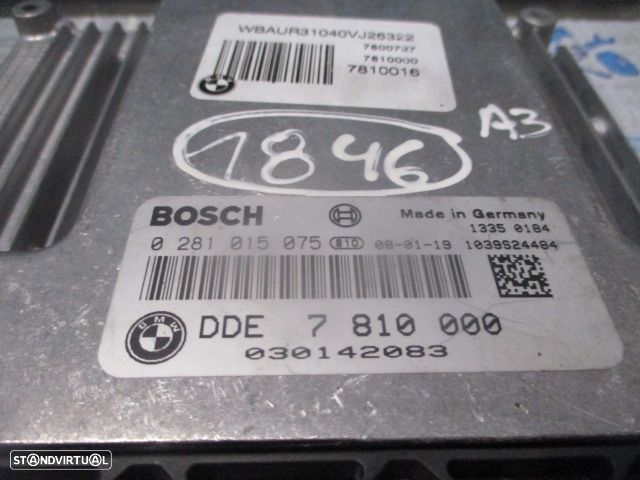 WBAUR31040VJ26322
7800727
7810000
7810016
1846
A3
BOSCH
Made in Germany
1335 0184
0 281 015 075 810 08-01-19 1039S24484
BMW
DDE 7 810 000
030142083
STANDVIRTUAL